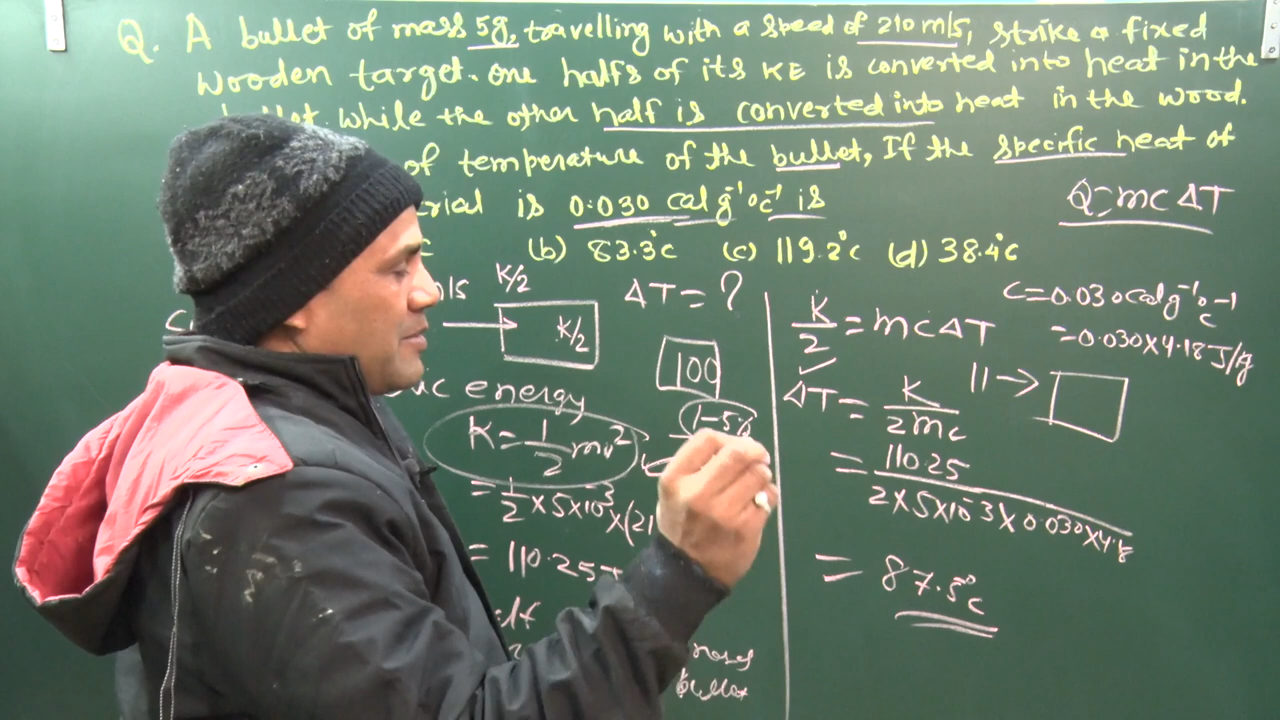 Q. A bullet of mass 5g, travelling with a speed of 210 m/s, strike a fixed
wooden target. one halfs of its KE is converted into heat in the
while the other half is converted into heat in the wood.
of temperature of the bullet, If the specific heat of
is 0.030 cal g⁻¹ °c⁻¹ is
Q=mcΔT
(b) 83.3°c (c) 119.2°c (d) 38.4°c
K/2
K/2
ΔT = ?
100
energy
K = 1/2 mv²
= 1/2 × 5×10⁻³ ×(21
= 110.25
1-5%
bullet
K/2 = mcΔT
ΔT = K/2mc
= 110.25 / 2×5×10⁻³×0.030×4.18
= 87.5°c
C=0.030 cal g⁻¹ °c⁻¹
=0.030×4.18 J/kg